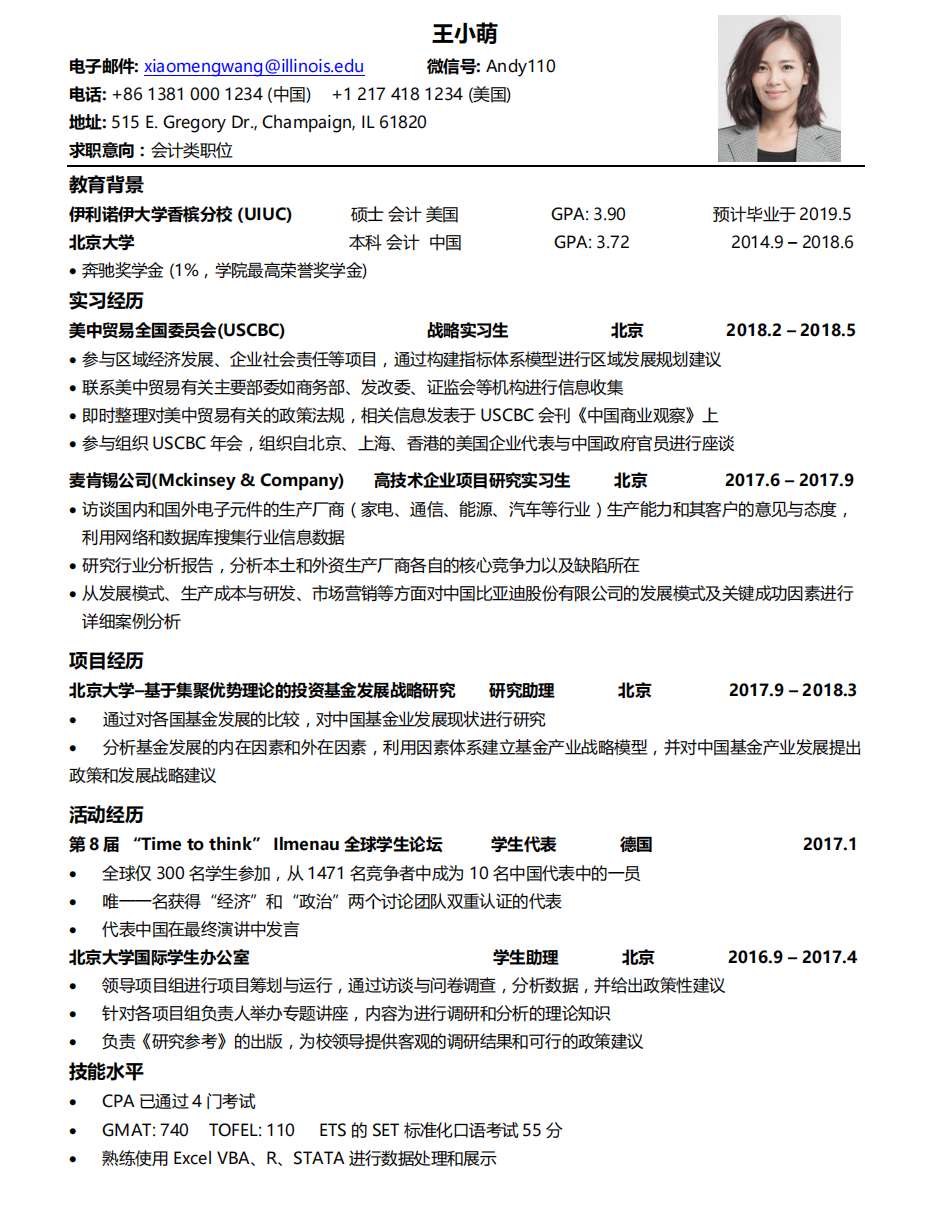 王小萌
电子邮件: xiaomengwang@illinois.edu 微信号: Andy110
电话: +86 1381 000 1234 (中国) +1 217 418 1234 (美国)
地址: 515 E. Gregory Dr., Champaign, IL 61820
求职意向：会计类职位
教育背景
伊利诺伊大学香槟分校 (UIUC) 硕士 会计 美国 GPA: 3.90 预计毕业于 2019.5
北京大学 本科 会计 中国 GPA: 3.72 2014.9 – 2018.6
• 奔驰奖学金 (1%，学院最高荣誉奖学金)
实习经历
美中贸易全国委员会(USCBC) 战略实习生 北京 2018.2 – 2018.5
• 参与区域经济发展、企业社会责任等项目，通过构建指标体系模型进行区域发展规划建议
• 联系美中贸易有关主要部委如商务部、发改委、证监会等机构进行信息收集
• 即时整理对美中贸易有关的政策法规，相关信息发表于 USCBC 会刊《中国商业观察》上
• 参与组织 USCBC 年会，组织自北京、上海、香港的美国企业代表与中国政府官员进行座谈
麦肯锡公司(Mckinsey & Company) 高技术企业项目研究实习生 北京 2017.6 – 2017.9
• 访谈国内和国外电子元件的生产厂商（家电、通信、能源、汽车等行业）生产能力和其客户的意见与态度，
利用网络和数据库搜集行业信息数据
• 研究行业分析报告，分析本土和外资生产厂商各自的核心竞争力以及缺陷所在
• 从发展模式、生产成本与研发、市场营销等方面对中国比亚迪股份有限公司的发展模式及关键成功因素进行
详细案例分析
项目经历
北京大学–基于集聚优势理论的投资基金发展战略研究 研究助理 北京 2017.9 – 2018.3
• 通过对各国基金发展的比较，对中国基金业发展现状进行研究
• 分析基金发展的内在因素和外在因素，利用因素体系建立基金产业战略模型，并对中国基金产业发展提出
政策和发展战略建议
活动经历
第 8 届 “Time to think” Ilmenau 全球学生论坛 学生代表 德国 2017.1
• 全球仅 300 名学生参加，从 1471 名竞争者中成为 10 名中国代表中的一员
• 唯一一名获得“经济”和“政治”两个讨论团队双重认证的代表
• 代表中国在最终演讲中发言
北京大学国际学生办公室 学生助理 北京 2016.9 – 2017.4
• 领导项目组进行项目筹划与运行，通过访谈与问卷调查，分析数据，并给出政策性建议
• 针对各项目组负责人举办专题讲座，内容为进行调研和分析的理论知识
• 负责《研究参考》的出版，为校领导提供客观的调研结果和可行的政策建议
技能水平
• CPA 已通过 4 门考试
• GMAT: 740 TOFEL: 110 ETS 的 SET 标准化口语考试 55 分
• 熟练使用 Excel VBA、R、STATA 进行数据处理和展示